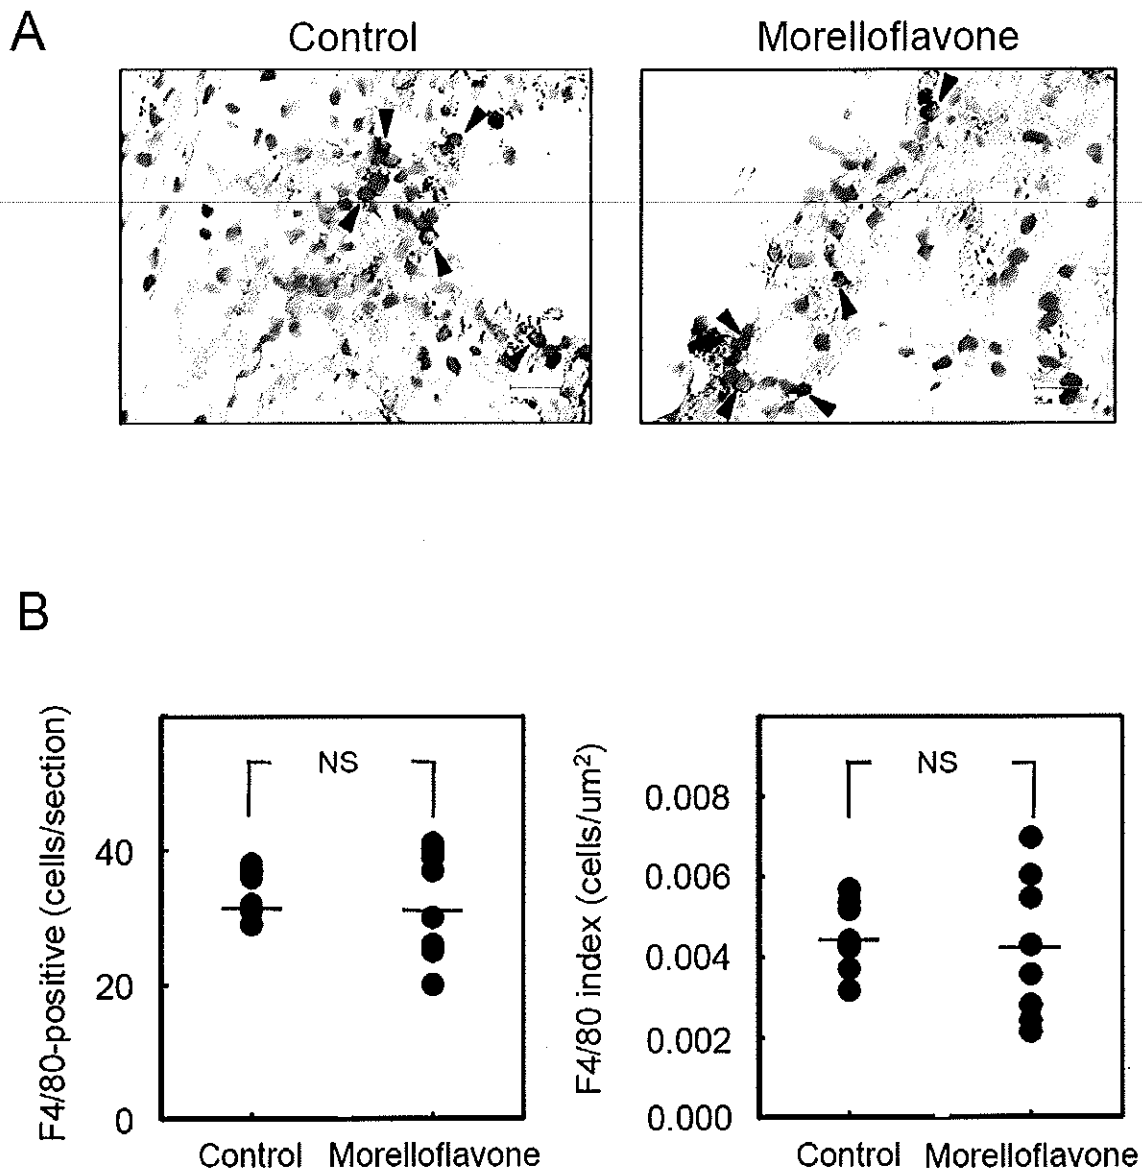 A
Control
Morelloflavone
B
F4/80-positive (cells/section)
40
20
0
NS
Control
Morelloflavone
F4/80 index (cells/um²)
0.008
0.006
0.004
0.002
0.000
NS
Control
Morelloflavone